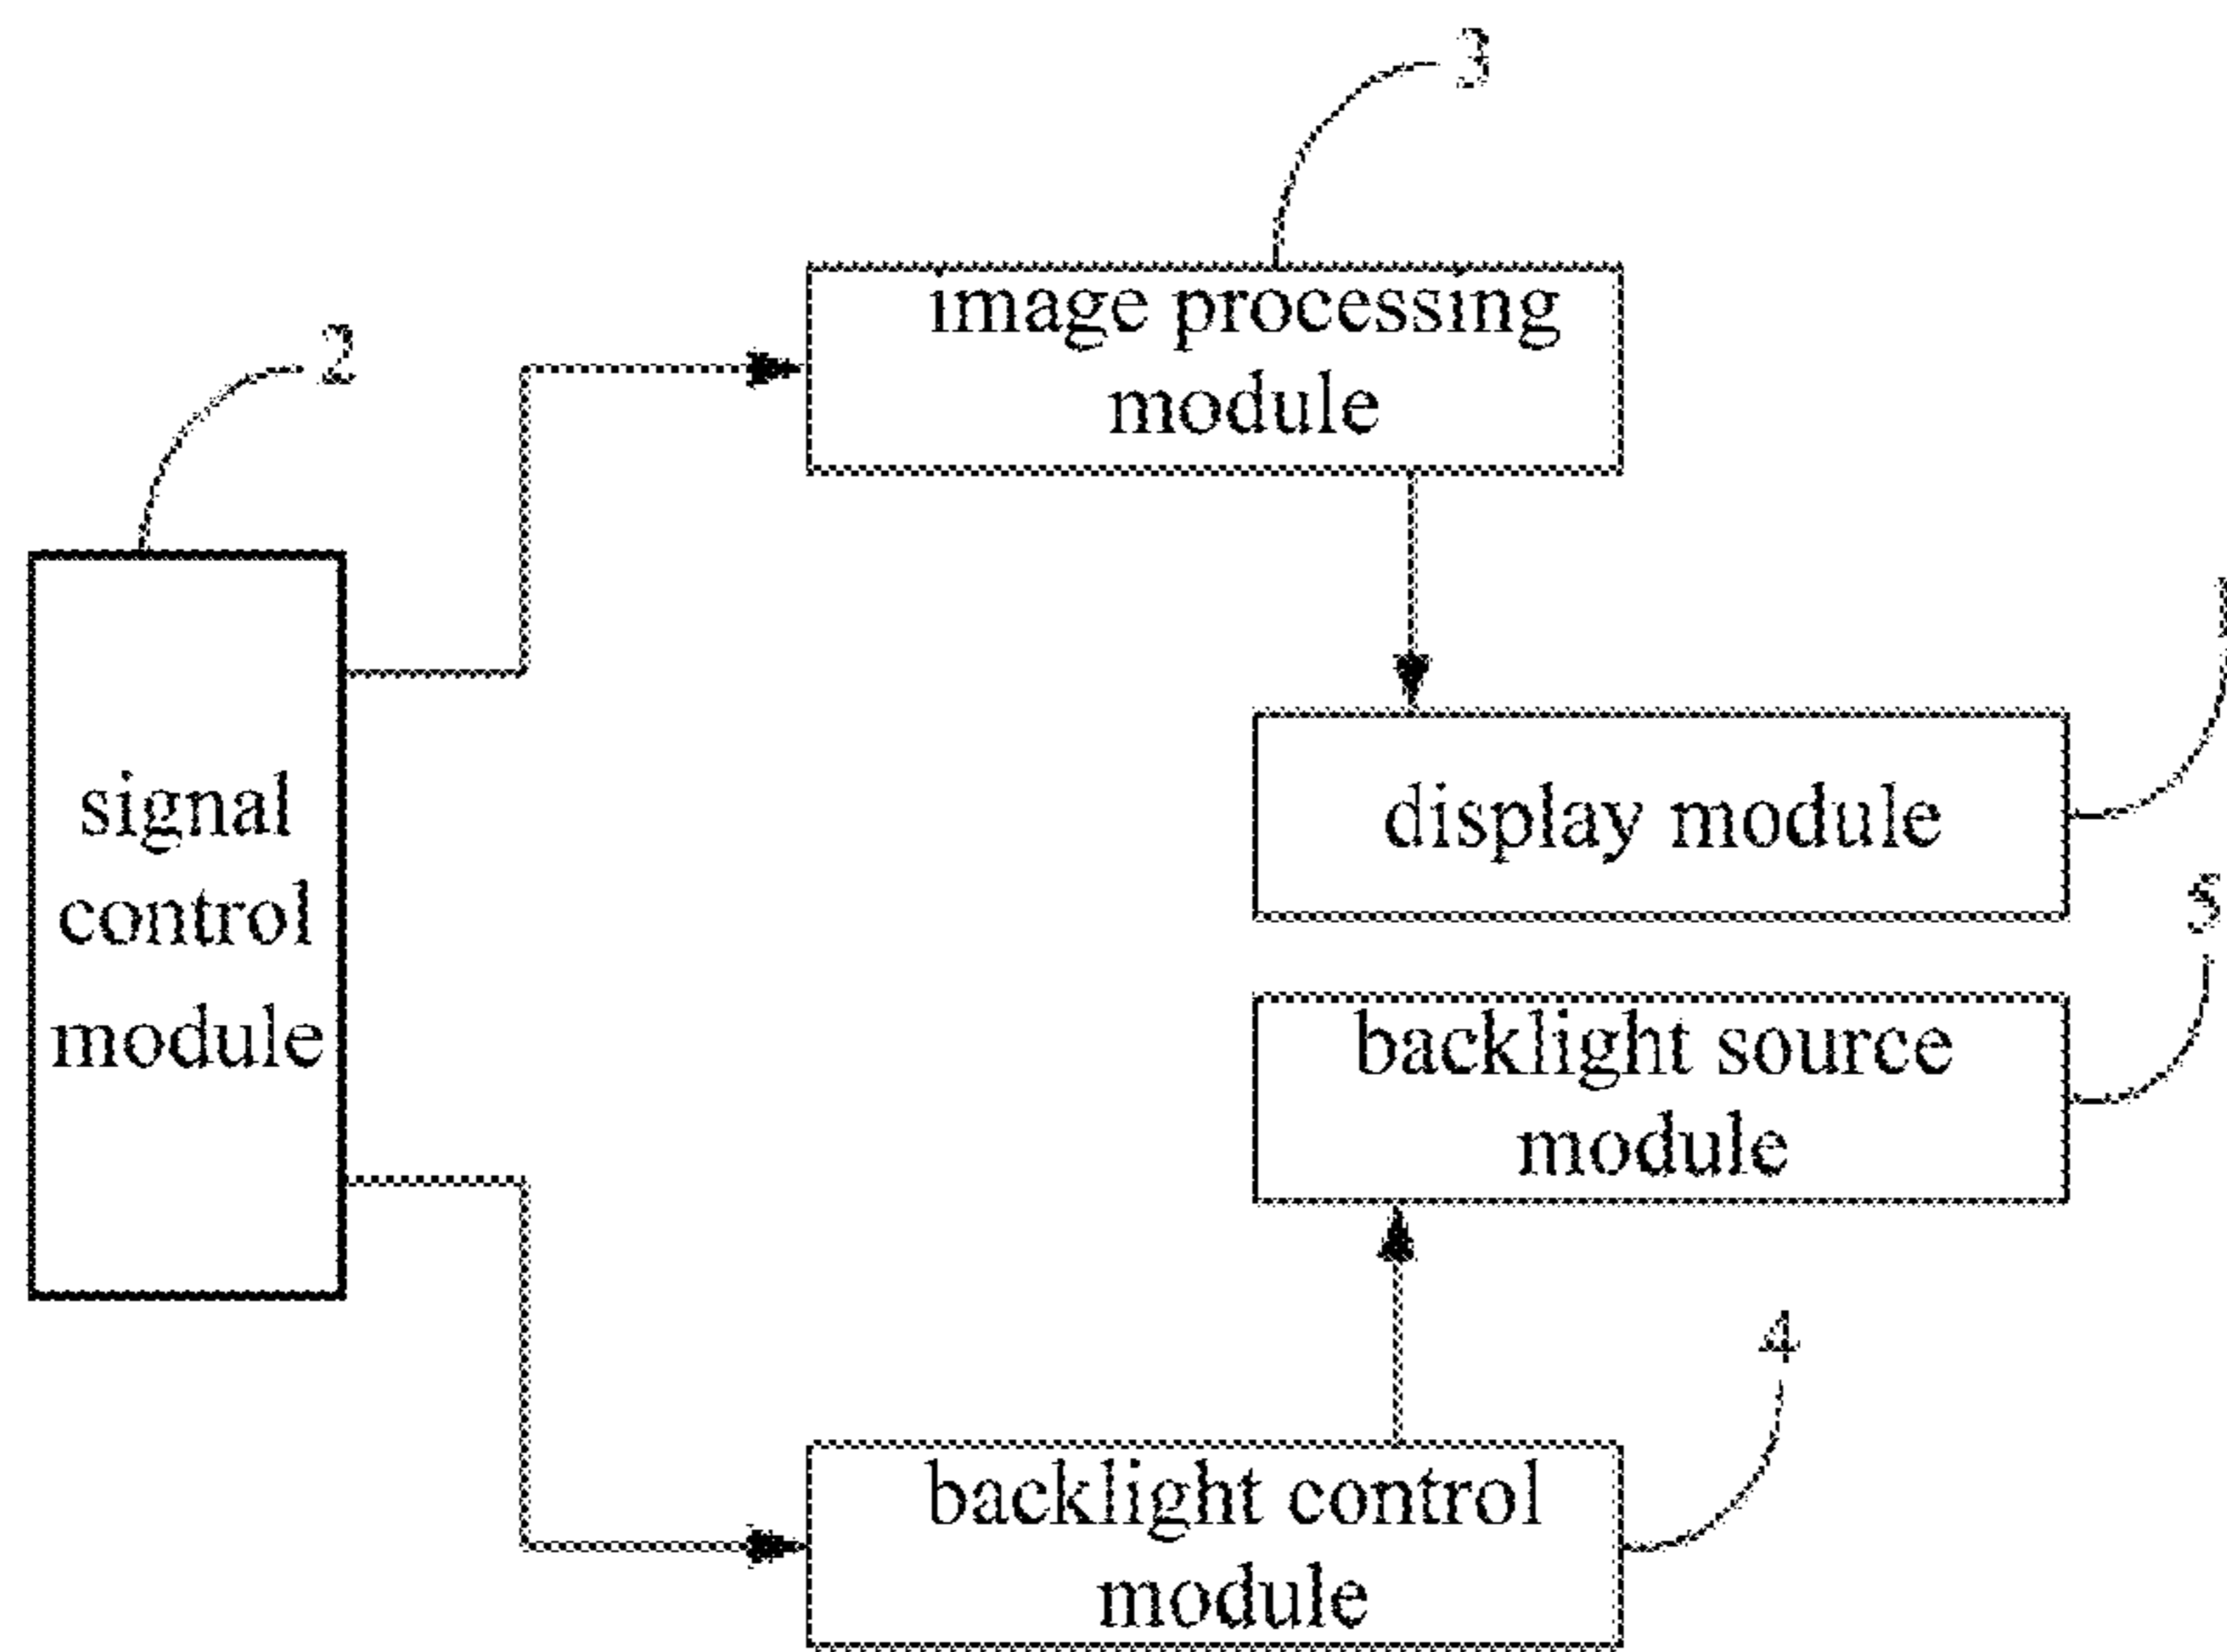 3
image processing
module
2
signal
control
module
display module
5
backlight source
module
4
backlight control
module